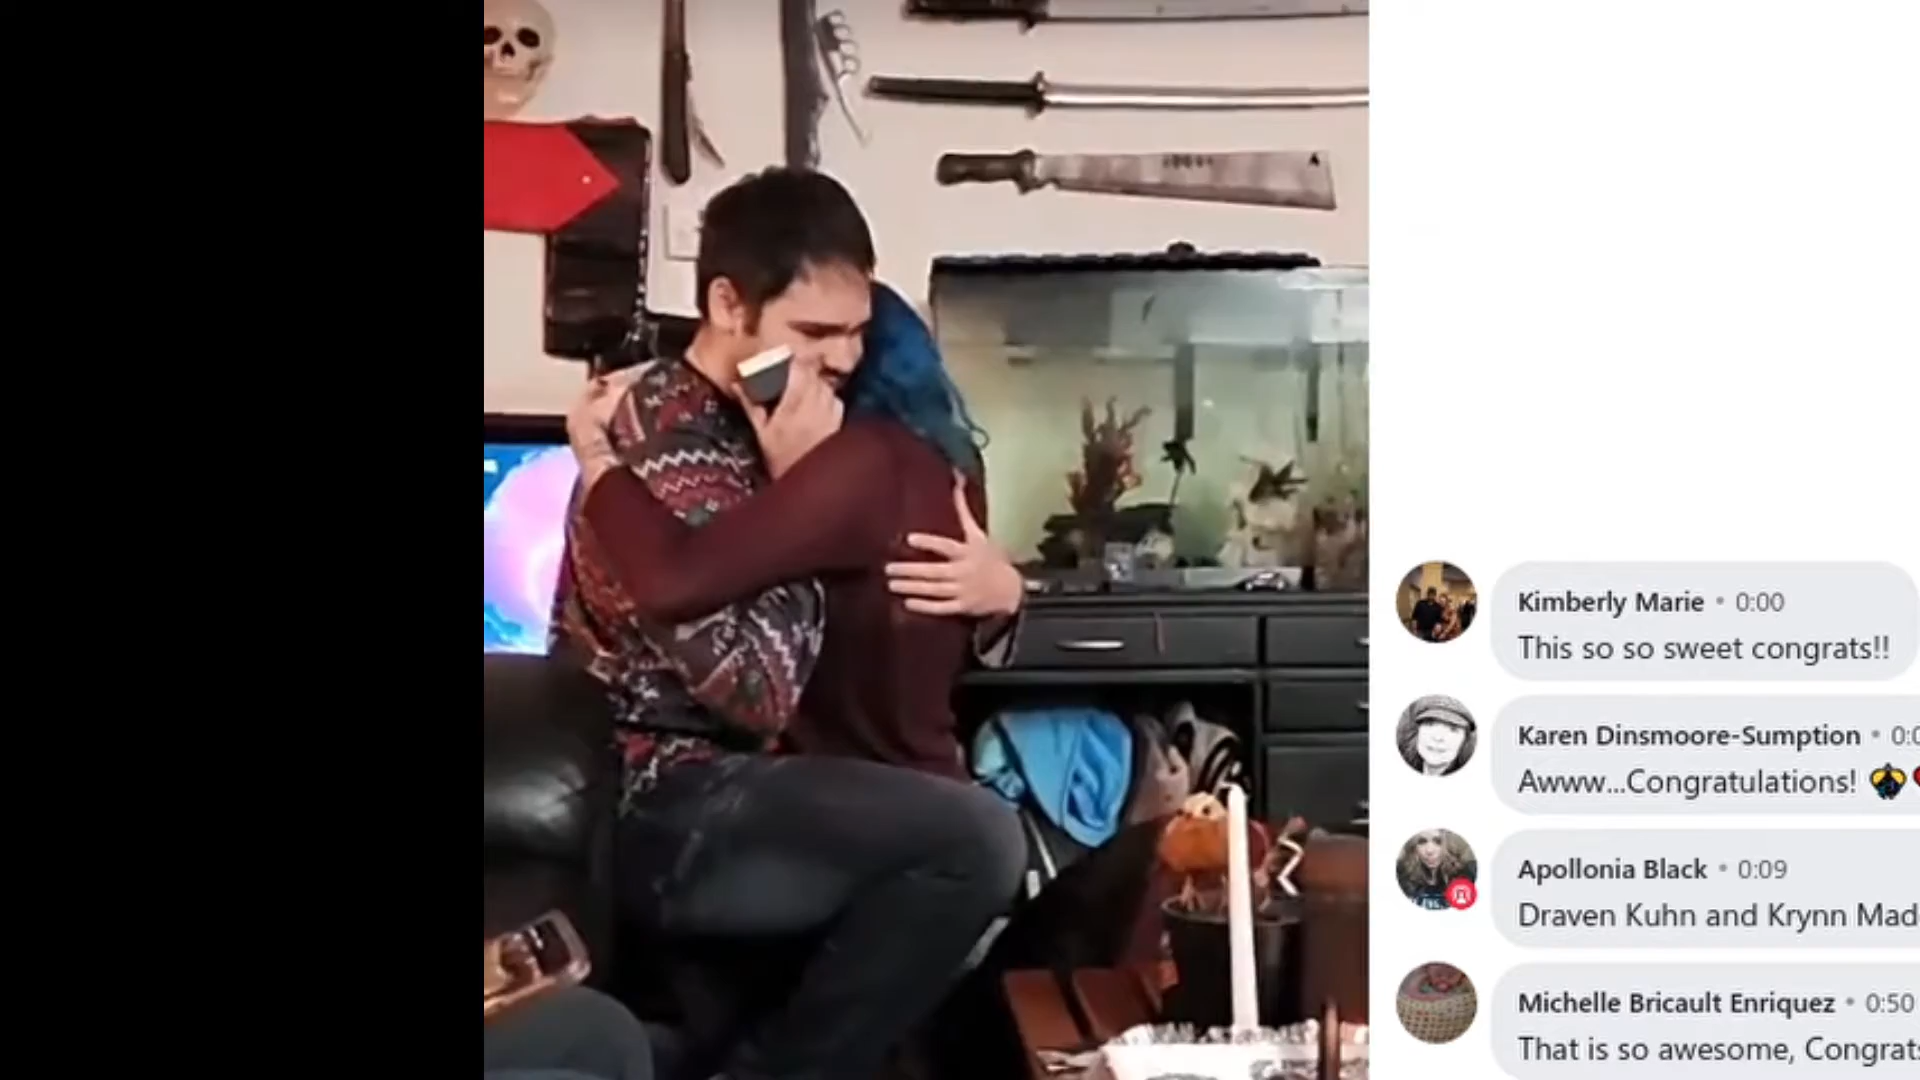 Kimberly Marie • 0:00
This so so sweet congrats!!
Karen Dinsmoore-Sumption • 0:0
Awww...Congratulations!
Apollonia Black • 0:09
Draven Kuhn and Krynn Mad
Michelle Bricault Enriquez • 0:50
That is so awesome, Congrats